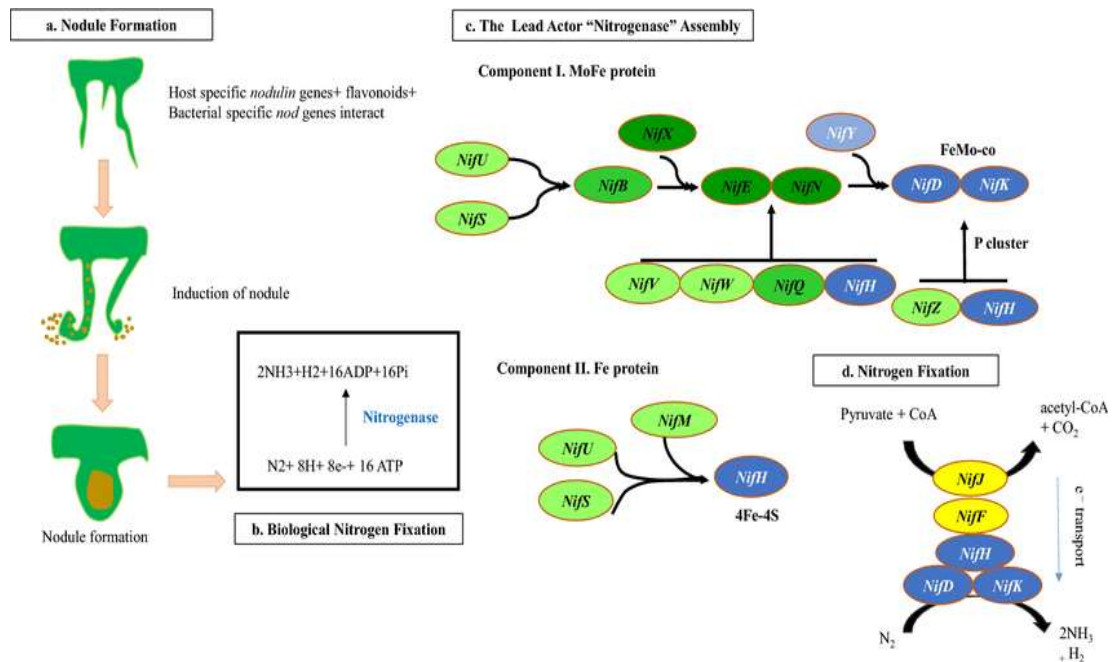 a. Nodule Formation
Host specific nodulin genes+ flavonoids+
Bacterial specific nod genes interact
Induction of nodule
Nodule formation
2NH3+H2+16ADP+16Pi
Nitrogenase
N2+ 8H+ 8e-+ 16 ATP
b. Biological Nitrogen Fixation
c. The Lead Actor “Nitrogenase” Assembly
Component I. MoFe protein
NifU
NifS
NifB
NifX
NifE
NifN
NifY
FeMo-co
NifD
NifK
P cluster
NifV
NifW
NifQ
NifH
NifZ
NifH
Component II. Fe protein
NifM
NifU
NifS
NifH
4Fe-4S
d. Nitrogen Fixation
Pyruvate + CoA
acetyl-CoA
+ CO₂
NifJ
NifF
NifH
NifD
NifK
e⁻ transport
N₂
2NH₃
+ H₂